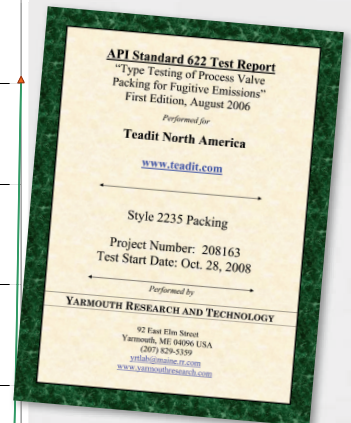 API Standard 622 Test Report
"Type Testing of Process Valve
Packing for Fugitive Emissions"
First Edition, August 2006
Performed for
Teadit North America
www.teadit.com
Style 2235 Packing
Project Number: 208163
Test Start Date: Oct. 28, 2008
Performed by
YARMOUTH RESEARCH AND TECHNOLOGY
92 East Elm Street
Yarmouth, ME 04096 USA
(207) 829-5359
yrtlab@maine.rr.com
www.yarmouthresearch.com